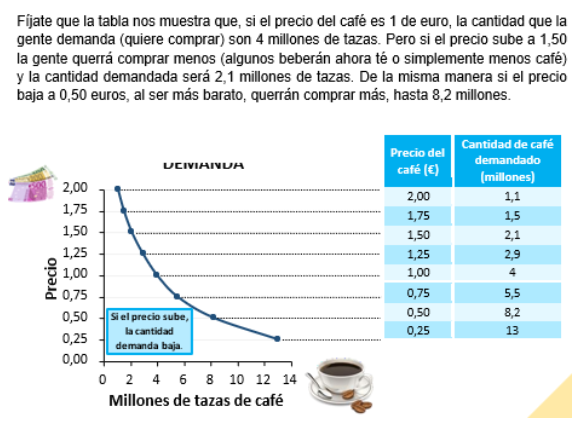 Fíjate que la tabla nos muestra que, si el precio del café es 1 de euro, la cantidad que la
gente demanda (quiere comprar) son 4 millones de tazas. Pero si el precio sube a 1,50
la gente querrá comprar menos (algunos beberán ahora té o simplemente menos café)
y la cantidad demandada será 2,1 millones de tazas. De la misma manera si el precio
baja a 0,50 euros, al ser más barato, querrán comprar más, hasta 8,2 millones.
DEMANDA
Precio
2,00
1,75
1,50
1,25
1,00
0,75
0,50
0,25
0,00
Si el precio sube,
la cantidad
demanda baja.
0 2 4 6 8 10 12 14
Millones de tazas de café
Precio del
café (€)
Cantidad de café
demandado
(millones)
2,00 1,1
1,75 1,5
1,50 2,1
1,25 2,9
1,00 4
0,75 5,5
0,50 8,2
0,25 13